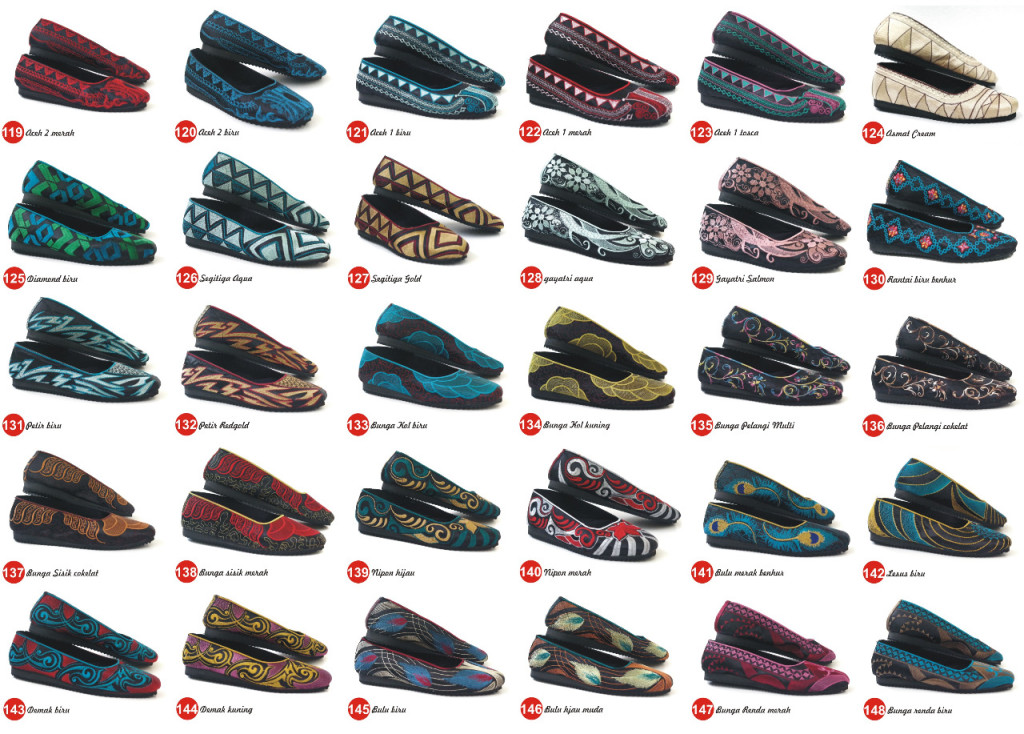 119 Aceh 2 merah
120 Aceh 2 biru
121 Aceh 1 biru
122 Aceh 1 merah
123 Aceh 1 tosca
124 Asmat Cream
125 Diamond biru
126 Segitiga Aqua
127 Segitiga Gold
128 gayatri aqua
129 Gayatri Salmon
130 Rantai biru benhur
131 Petir biru
132 Petir Redgold
133 Bunga Kol biru
134 Bunga Kol kuning
135 Bunga Pelangi Multi
136 Bunga Pelangi cokelat
137 Bunga Sisik cokelat
138 Bunga sisik merah
139 Nipon hijau
140 Nipon merah
141 Bulu merak benhur
142 Lesus biru
143 Demak biru
144 Demak kuning
145 Bulu biru
146 Bulu hjau muda
147 Bunga Renda merah
148 Bunga renda biru